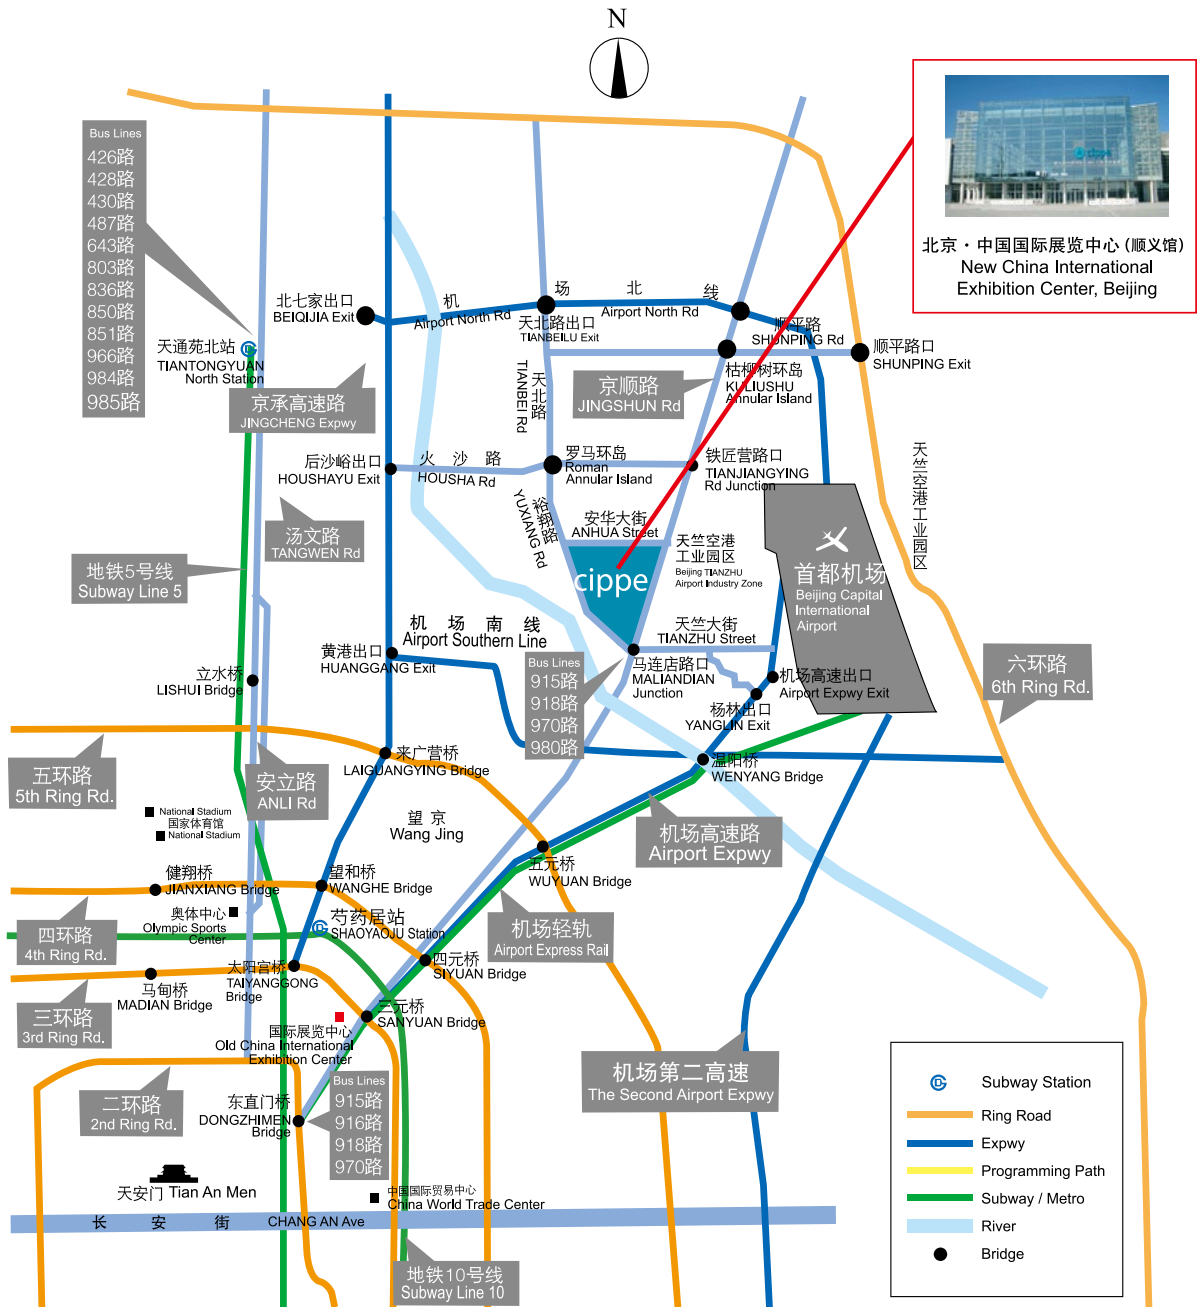 N
cippe
北京·中国国际展览中心(顺义馆)
New China International
Exhibition Center, Beijing
Bus Lines
426路
428路
430路
487路
643路
803路
836路
850路
851路
966路
984路
985路
北七家出口
BEIQIJIA Exit
机 场 北 线
Airport North Rd
Airport North Rd
天北路出口
TIANBEILU Exit
顺平路
SHUNPING Rd
顺平路口
SHUNPING Exit
天通苑北站
TIANTONGYUAN
North Station
京承高速路
JINGCHENG Expwy
天北路
TIANBEI Rd
京顺路
JINGSHUN Rd
枯柳树环岛
KULIUSHU
Annular Island
后沙峪出口
HOUSHAYU Exit
火 沙 路
HOUSHA Rd
罗马环岛
Roman
Annular Island
铁匠营路口
TIANJIANGYING
Rd Junction
天竺空港工业园区
汤文路
TANGWEN Rd
裕翔路
YUXIANG Rd
安华大街
ANHUA Street
天竺空港
工业园区
Beijing TIANZHU
Airport Industry Zone
地铁5号线
Subway Line 5
cippe
首都机场
Beijing Capital
International
Airport
机 场 南 线
Airport Southern Line
天竺大街
TIANZHU Street
黄港出口
HUANGGANG Exit
Bus Lines
915路
918路
970路
980路
马连店路口
MALIANDIAN
Junction
机场高速出口
Airport Expwy Exit
杨林出口
YANGLIN Exit
六环路
6th Ring Rd.
立水桥
LISHUI Bridge
五环路
5th Ring Rd.
安立路
ANLI Rd
来广营桥
LAIGUANGYING Bridge
温阳桥
WENYANG Bridge
National Stadium
国家体育馆
National Stadium
望京
Wang Jing
机场高速路
Airport Expwy
健翔桥
JIANXIANG Bridge
望和桥
WANGHE Bridge
五元桥
WUYUAN Bridge
奥体中心
Olympic Sports
Center
芍药居站
SHAOYAOJU Station
机场轻轨
Airport Express Rail
四环路
4th Ring Rd.
太阳宫桥
TAIYANGGONG
Bridge
四元桥
SIYUAN Bridge
马甸桥
MADIAN Bridge
三环路
3rd Ring Rd.
三元桥
SANYUAN Bridge
国际展览中心
Old China International
Exhibition Center
机场第二高速
The Second Airport Expwy
二环路
2nd Ring Rd.
东直门桥
DONGZHIMEN
Bridge
Bus Lines
915路
916路
918路
970路
天安门 Tian An Men
中国国际贸易中心
China World Trade Center
长 安 街 CHANG AN Ave
地铁10号线
Subway Line 10
Subway Station
Ring Road
Expwy
Programming Path
Subway / Metro
River
Bridge